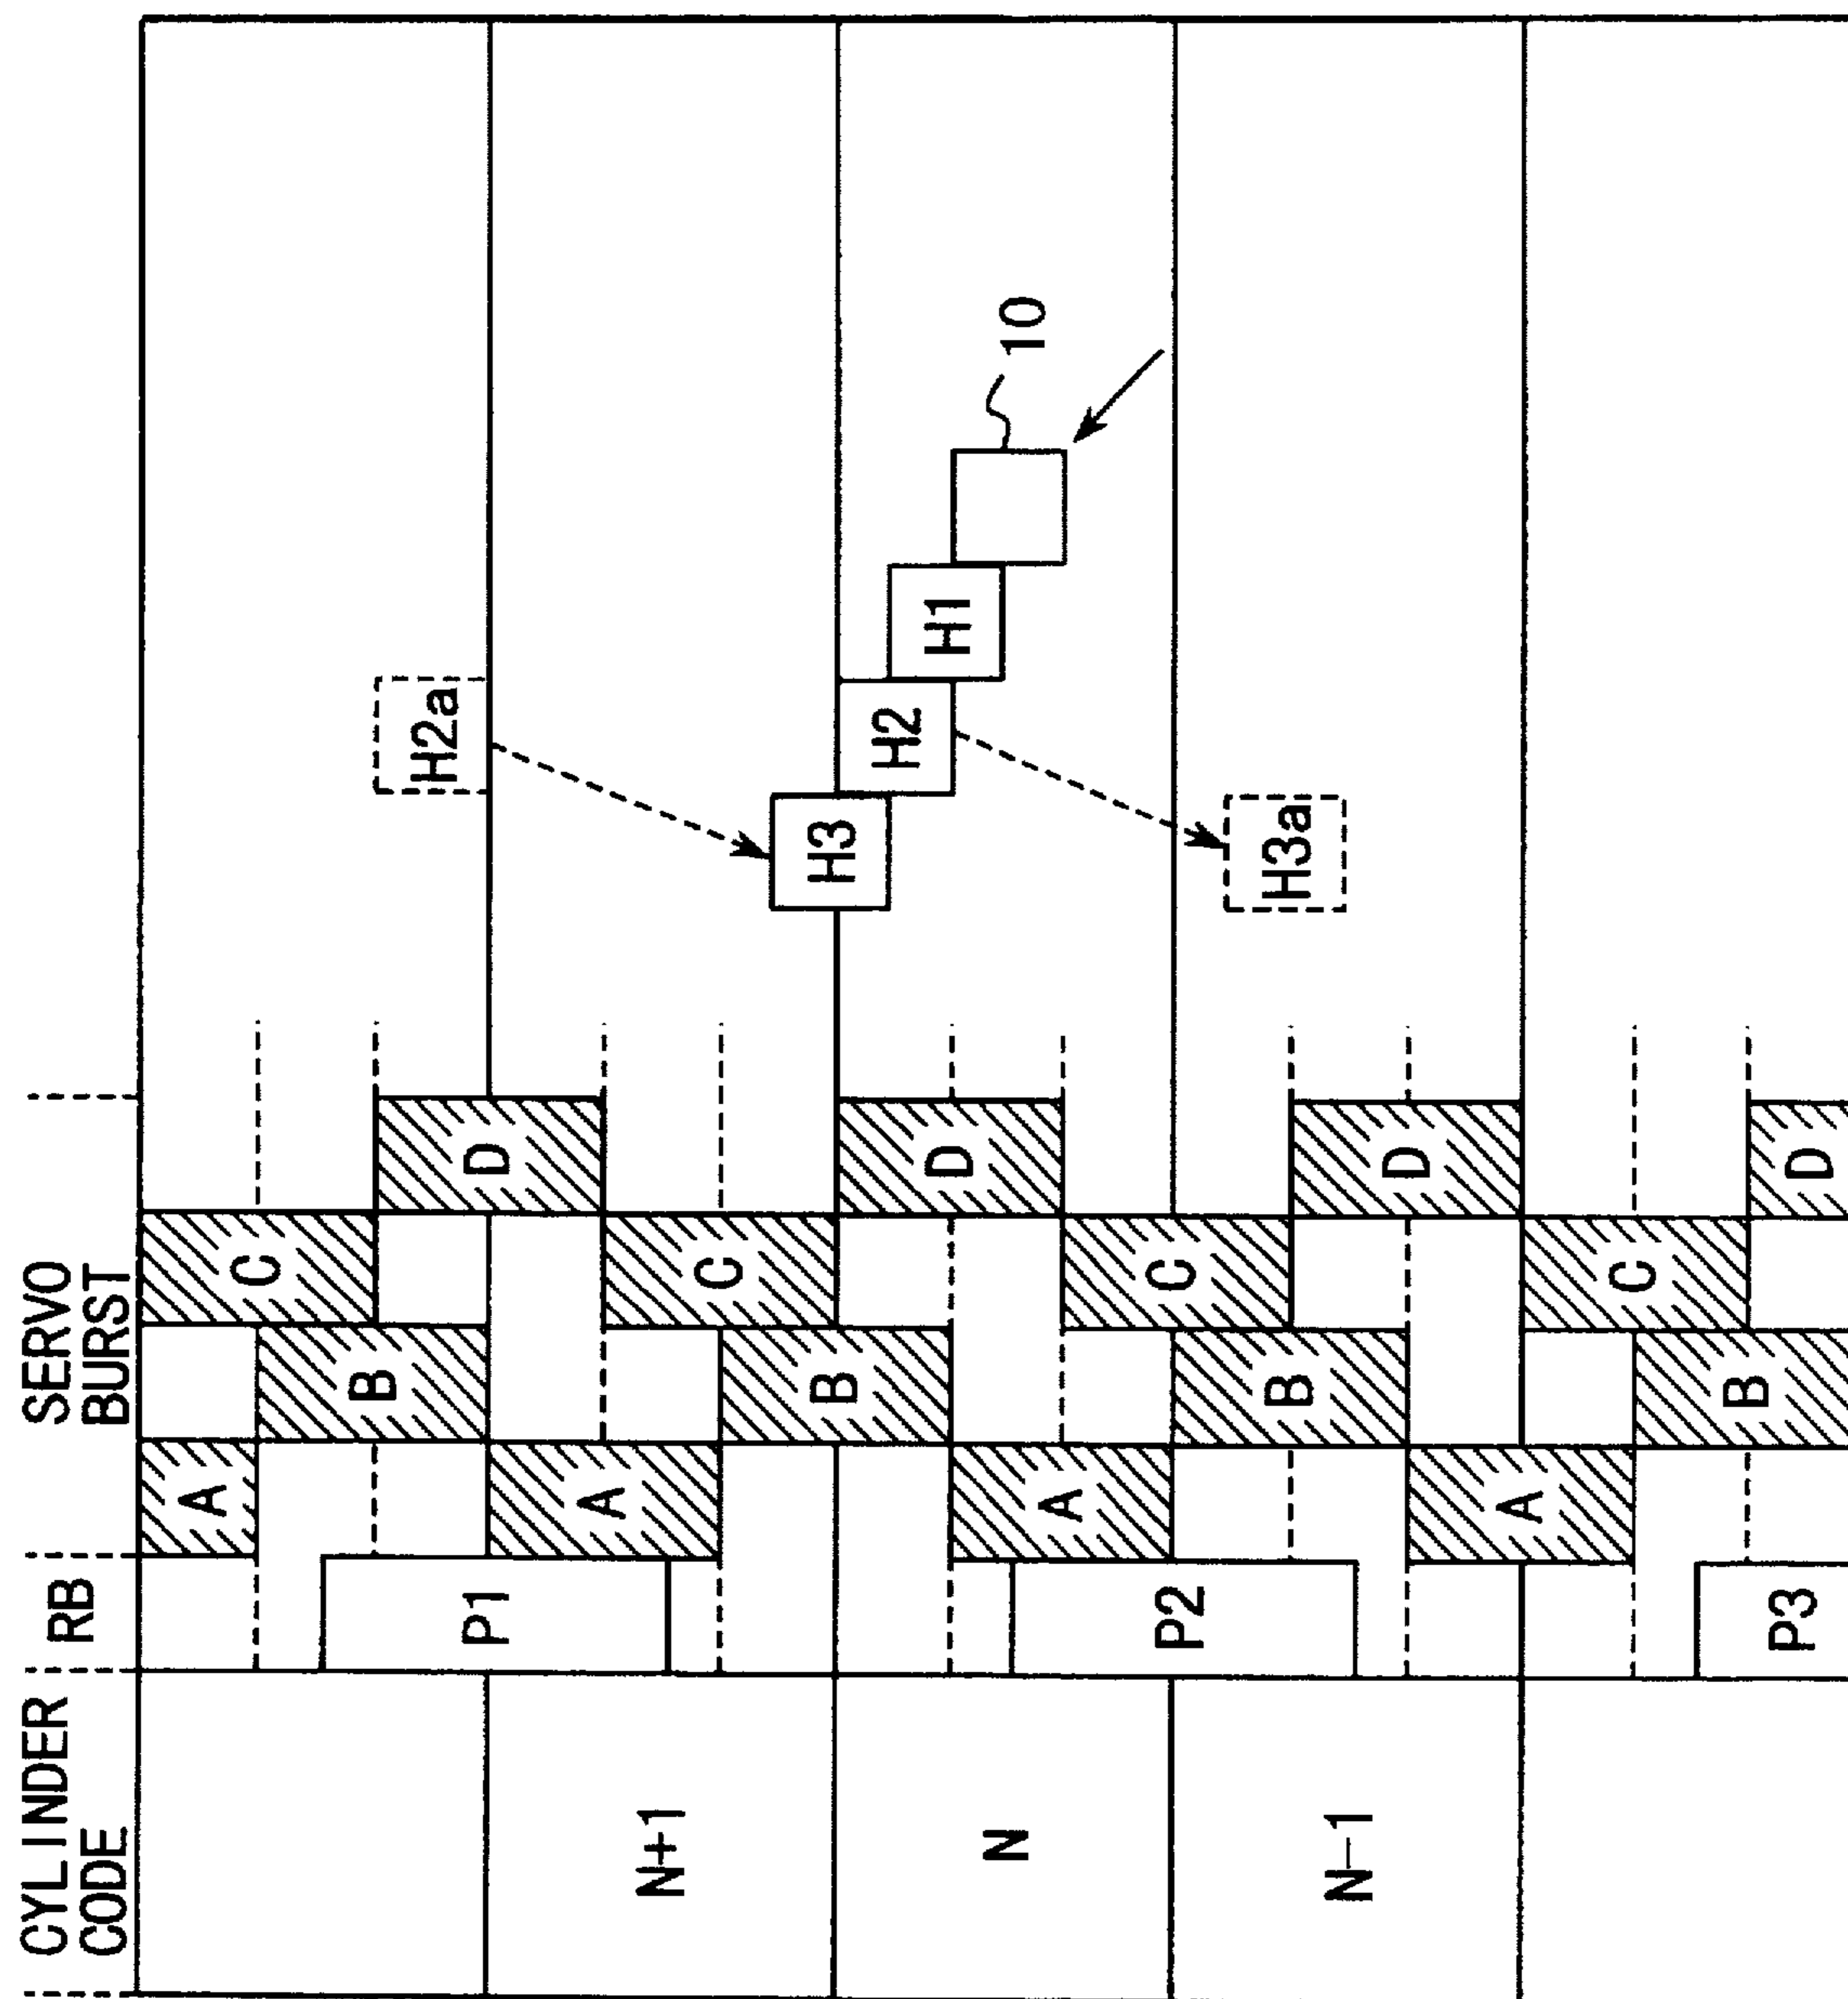 CYLINDER
CODE
RB
SERVO
BURST
N+1
N
N-1
P1
P2
P3
A
A
A
A
B
B
B
B
C
C
C
C
D
D
D
D
H3
H2
H1
10
H2a
H3a